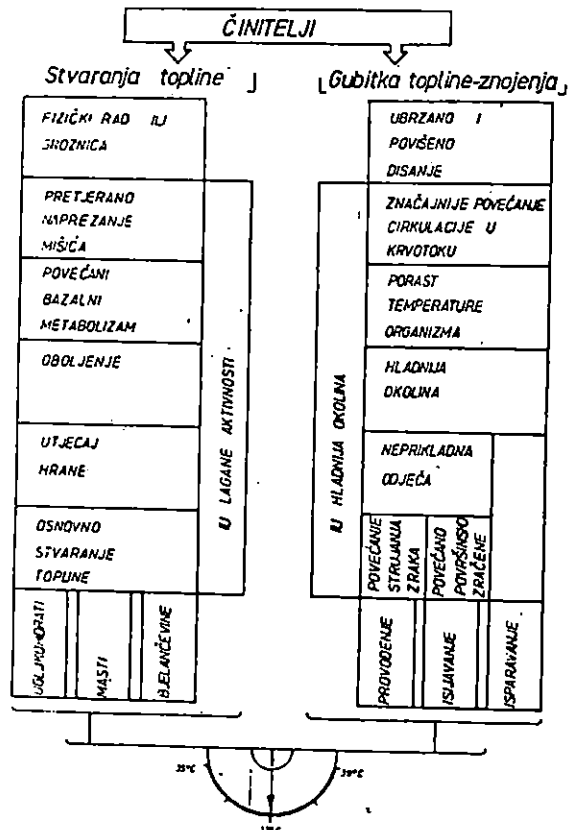 ČINITELJI
Stvaranja topline
Gubitka topline-znojenja
FIZIČKI RAD ILI
GROZNICA
PRETJERANO
NAPREZANJE
MIŠIĆA
POVEĆANI
BAZALNI
METABOLIZAM
OBOLJENJE
UTJECAJ
HRANE
OSNOVNO
STVARANJE
TOPLINE
ILI LAGANE AKTIVNOSTI
UGLJIKOHIDRATI
MASTI
BJELANČEVINE
UBRZANO I
POVIŠENO
DISANJE
ZNAČAJNIJE POVEĆANJE
CIRKULACIJE U
KRVOTOKU
PORAST
TEMPERATURE
ORGANIZMA
HLADNIJA
OKOLINA
NEPRIKLADNA
ODJEĆA
ILI HLADNIJA OKOLINA
POVEĆANJE
STRUJANJA
ZRAKA
POVEĆANO
POVRŠINSKO
ZRAČENE
PROVOĐENJE
ISIJAVANJE
ISPARAVANJE
35°C
39°C